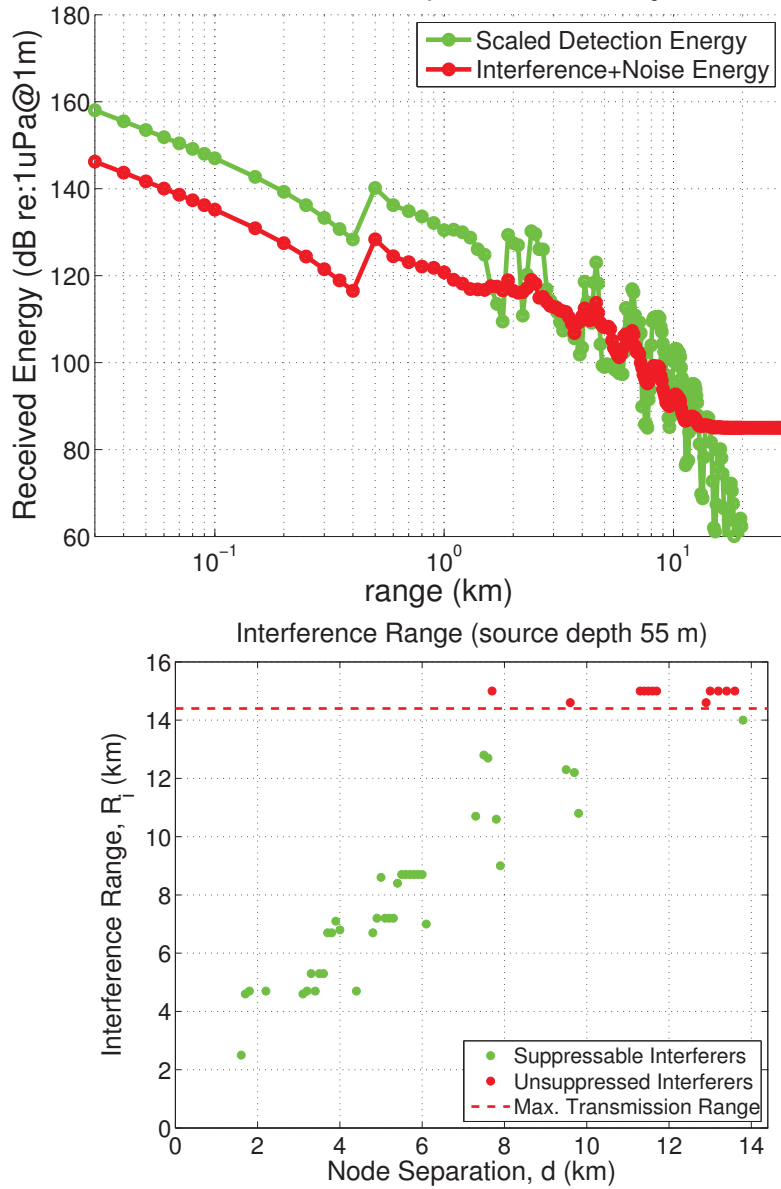 180
160
140
120
100
80
60
Received Energy (dB re:1uPa@1m)
Scaled Detection Energy
Interference+Noise Energy
10⁻¹
10⁰
10¹
range (km)
Interference Range (source depth 55 m)
16
14
12
10
8
6
4
2
0
Interference Range, R_i (km)
Suppressable Interferers
Unsuppressed Interferers
Max. Transmission Range
0 2 4 6 8 10 12 14
Node Separation, d (km)